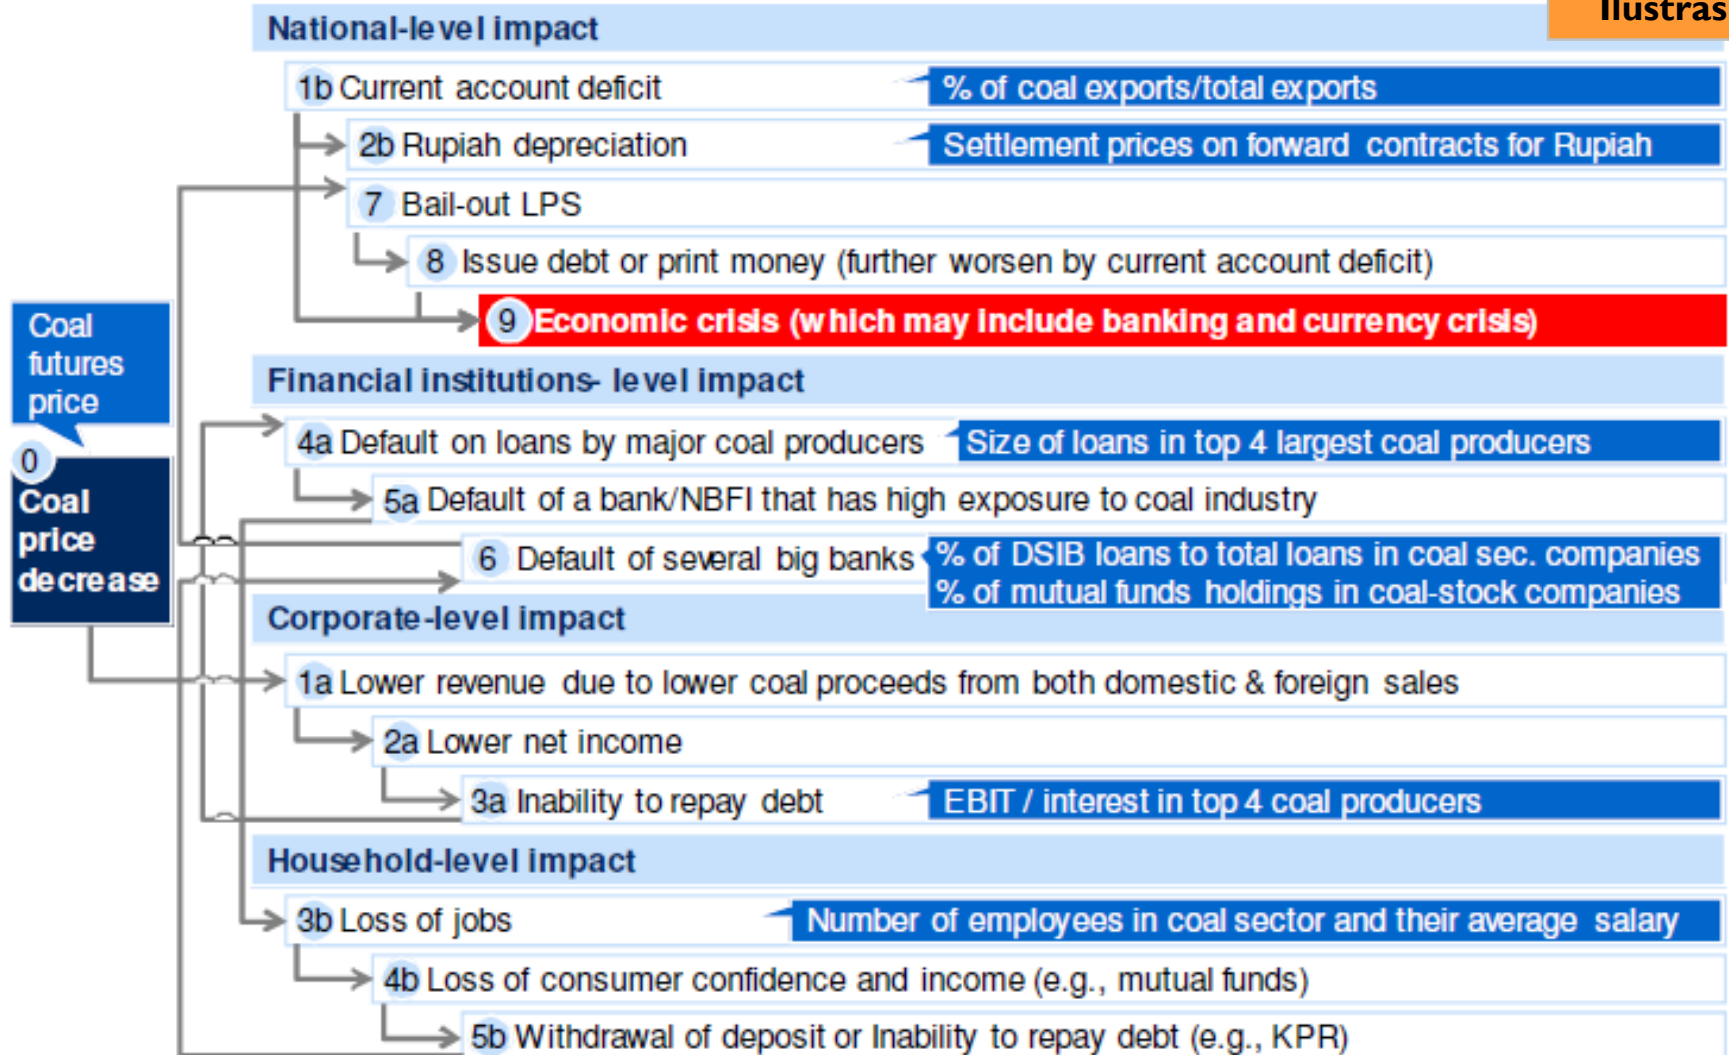 Ilustras
National-level impact
1b Current account deficit
% of coal exports/total exports
2b Rupiah depreciation
Settlement prices on forward contracts for Rupiah
7 Bail-out LPS
8 Issue debt or print money (further worsen by current account deficit)
9 Economic crisis (which may include banking and currency crisis)
Coal
futures
price
0
Coal
price
decrease
Financial institutions- level impact
4a Default on loans by major coal producers
Size of loans in top 4 largest coal producers
5a Default of a bank/NBFI that has high exposure to coal industry
6 Default of several big banks
% of DSIB loans to total loans in coal sec. companies
% of mutual funds holdings in coal-stock companies
Corporate-level impact
1a Lower revenue due to lower coal proceeds from both domestic & foreign sales
2a Lower net income
3a Inability to repay debt
EBIT / interest in top 4 coal producers
Household-level impact
3b Loss of jobs
Number of employees in coal sector and their average salary
4b Loss of consumer confidence and income (e.g., mutual funds)
5b Withdrawal of deposit or Inability to repay debt (e.g., KPR)